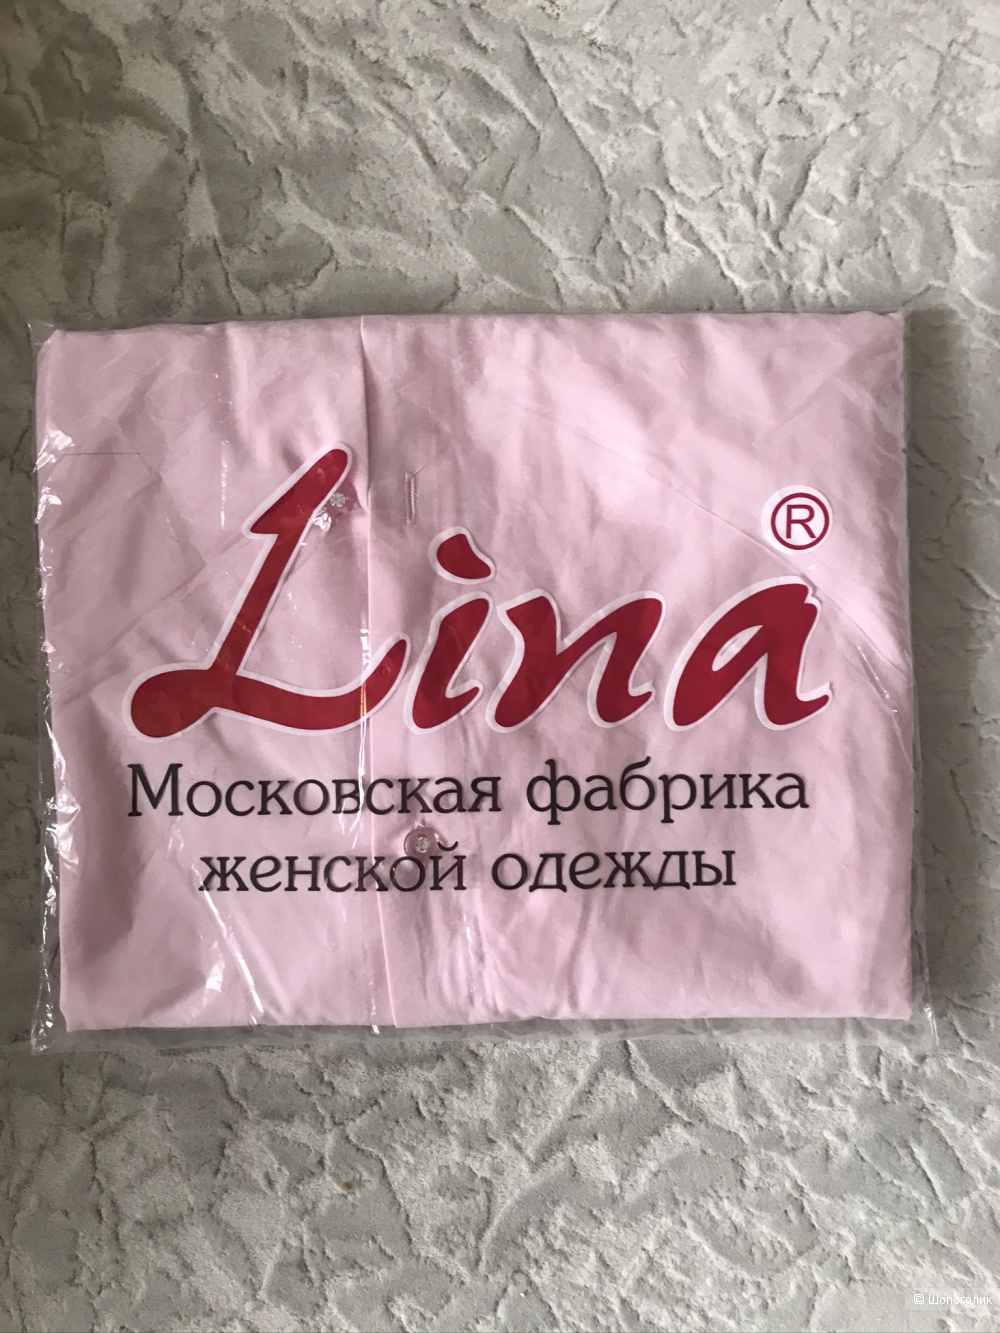 Lina®
Московская фабрика
женской одежды
© Шопоголик